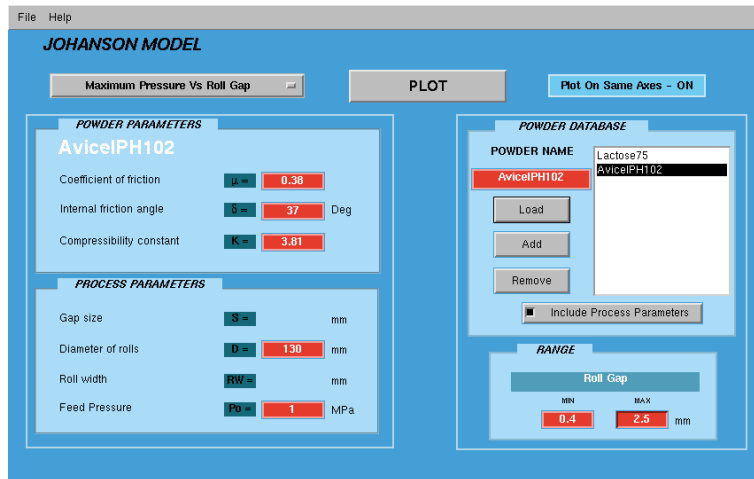 File Help
JOHANSON MODEL
Maximum Pressure Vs Roll Gap
PLOT
Plot On Same Axes - ON
POWDER PARAMETERS
AvicelPH102
Coefficient of friction μ = 0.38
Internal friction angle δ = 37 Deg
Compressibility constant K = 3.81
PROCESS PARAMETERS
Gap size S = mm
Diameter of rolls D = 130 mm
Roll width RW = mm
Feed Pressure Po = 1 MPa
POWDER DATABASE
POWDER NAME
AvicelPH102
Lactose75
AvicelPH102
Load
Add
Remove
Include Process Parameters
RANGE
Roll Gap
MIN MAX
0.4 2.5 mm